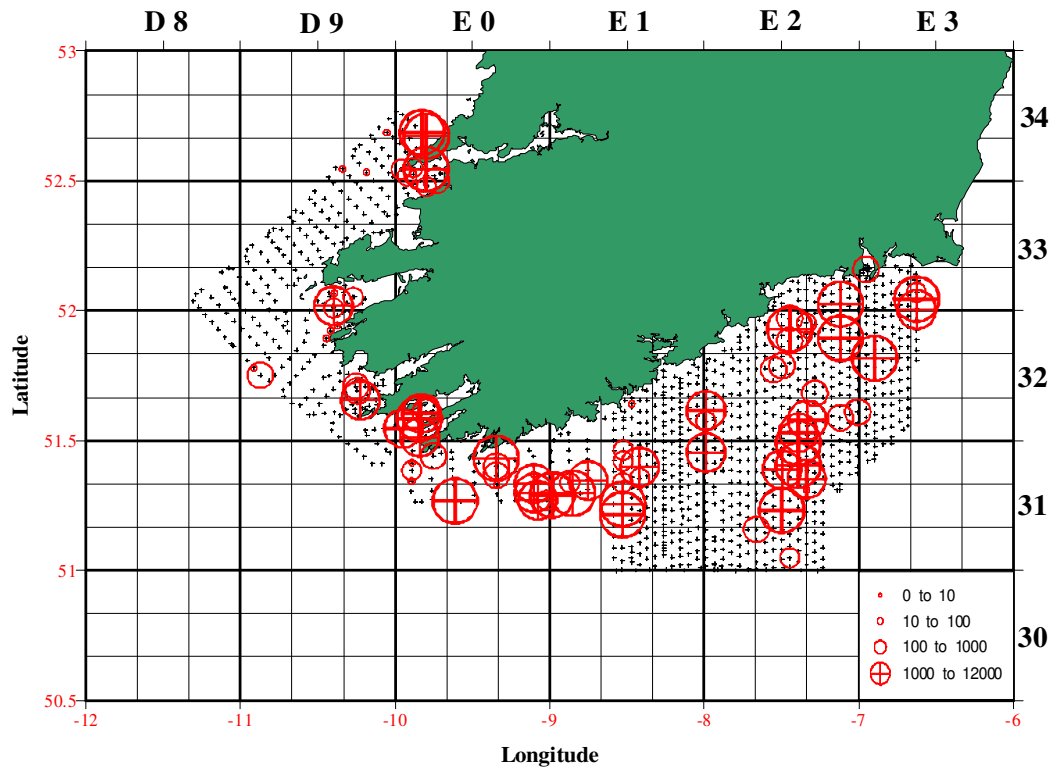 D 8 D 9 E 0 E 1 E 2 E 3
53
34
52.5
33
52
32
51.5
31
51
30
50.5
Latitude
0 to 10
10 to 100
100 to 1000
1000 to 12000
-12 -11 -10 -9 -8 -7 -6
Longitude